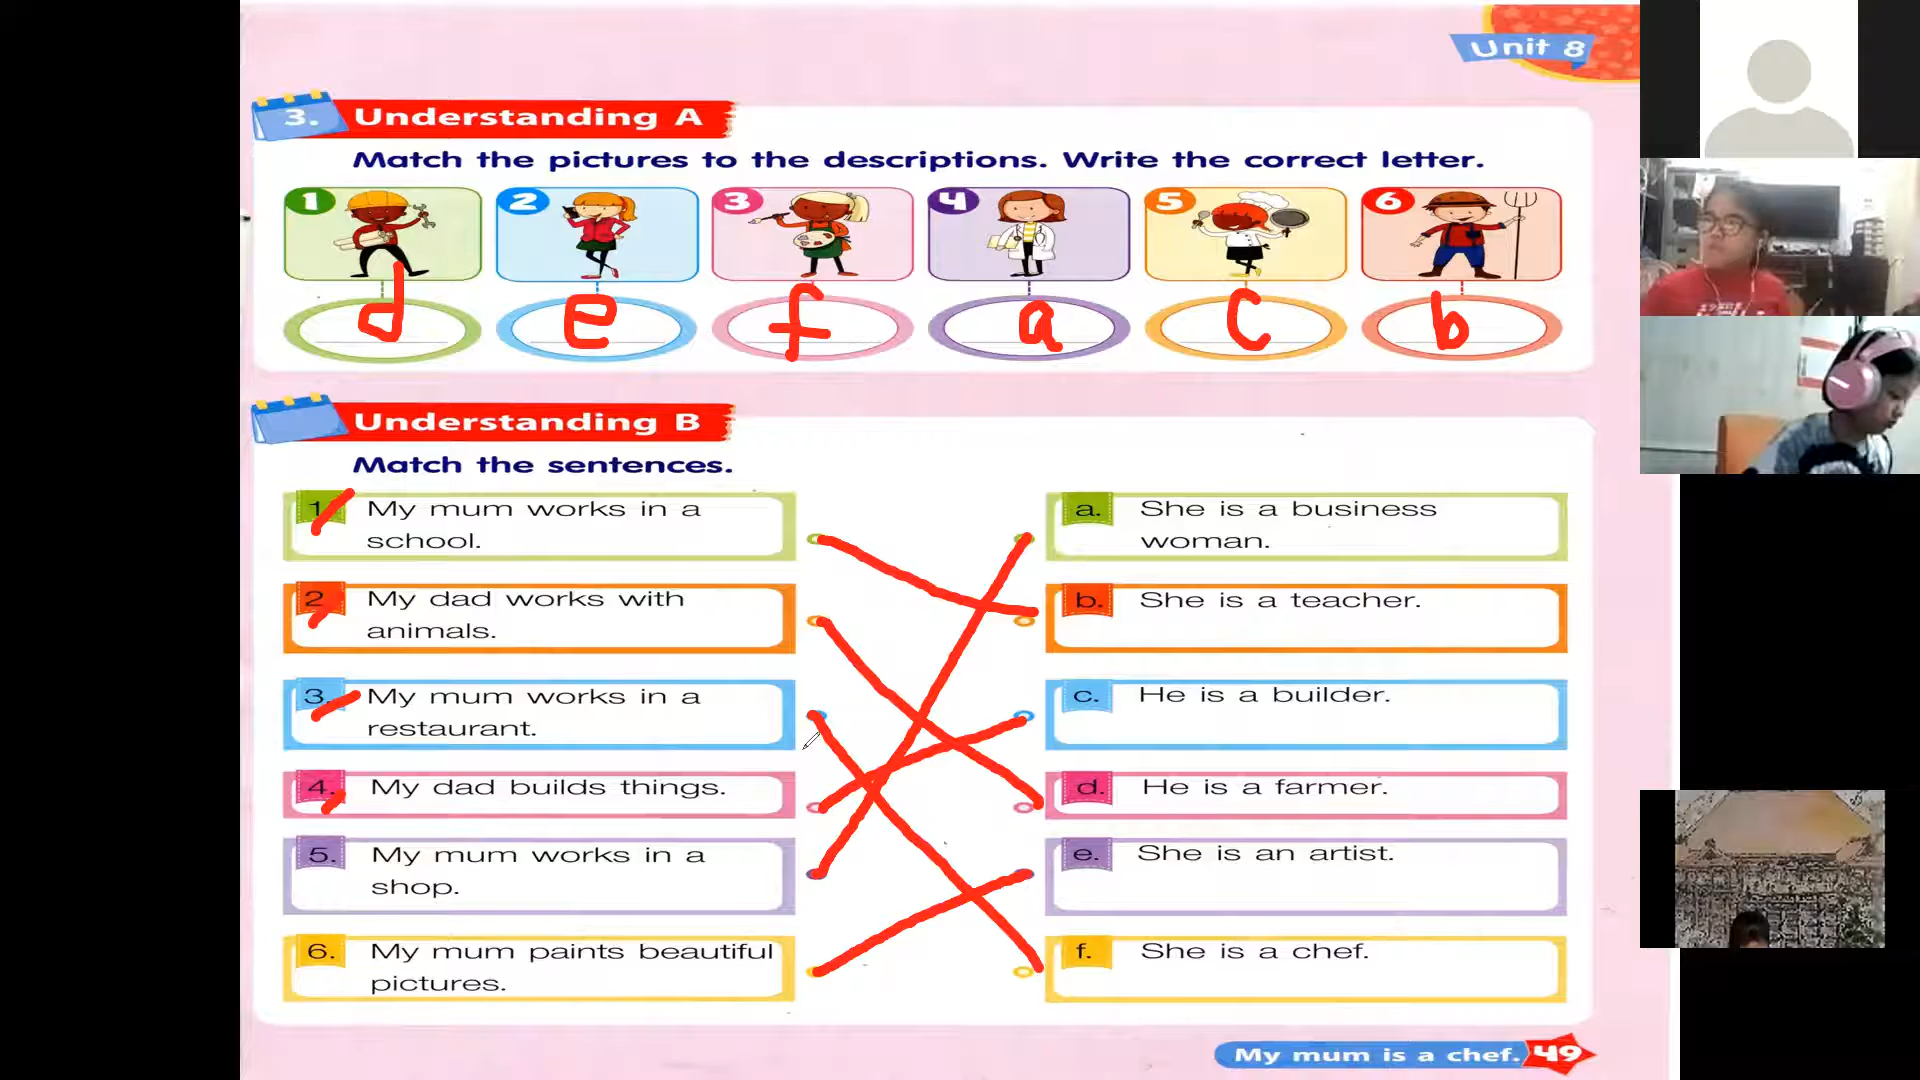 Unit 8
3. Understanding A
Match the pictures to the descriptions. Write the correct letter.
1 2 3 4 5 6
d e f a c b
Understanding B
Match the sentences.
1. My mum works in a
school.
a. She is a business
woman.
2. My dad works with
animals.
b. She is a teacher.
3. My mum works in a
restaurant.
c. He is a builder.
4. My dad builds things.
d. He is a farmer.
5. My mum works in a
shop.
e. She is an artist.
6. My mum paints beautiful
pictures.
f. She is a chef.
My mum is a chef. 49